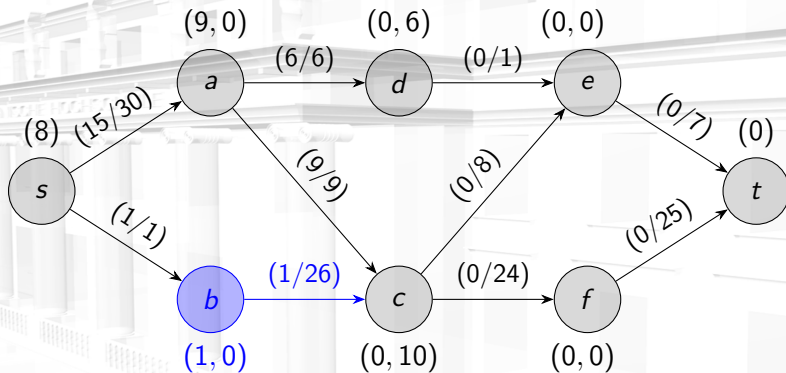 (9, 0)
(0, 6)
(0, 0)
a
(6/6)
d
(0/1)
e
(8)
(15/30)
(9/9)
(0/8)
(0/7)
(0)
s
t
(1/1)
(0/25)
b
(1/26)
c
(0/24)
f
(1, 0)
(0, 10)
(0, 0)